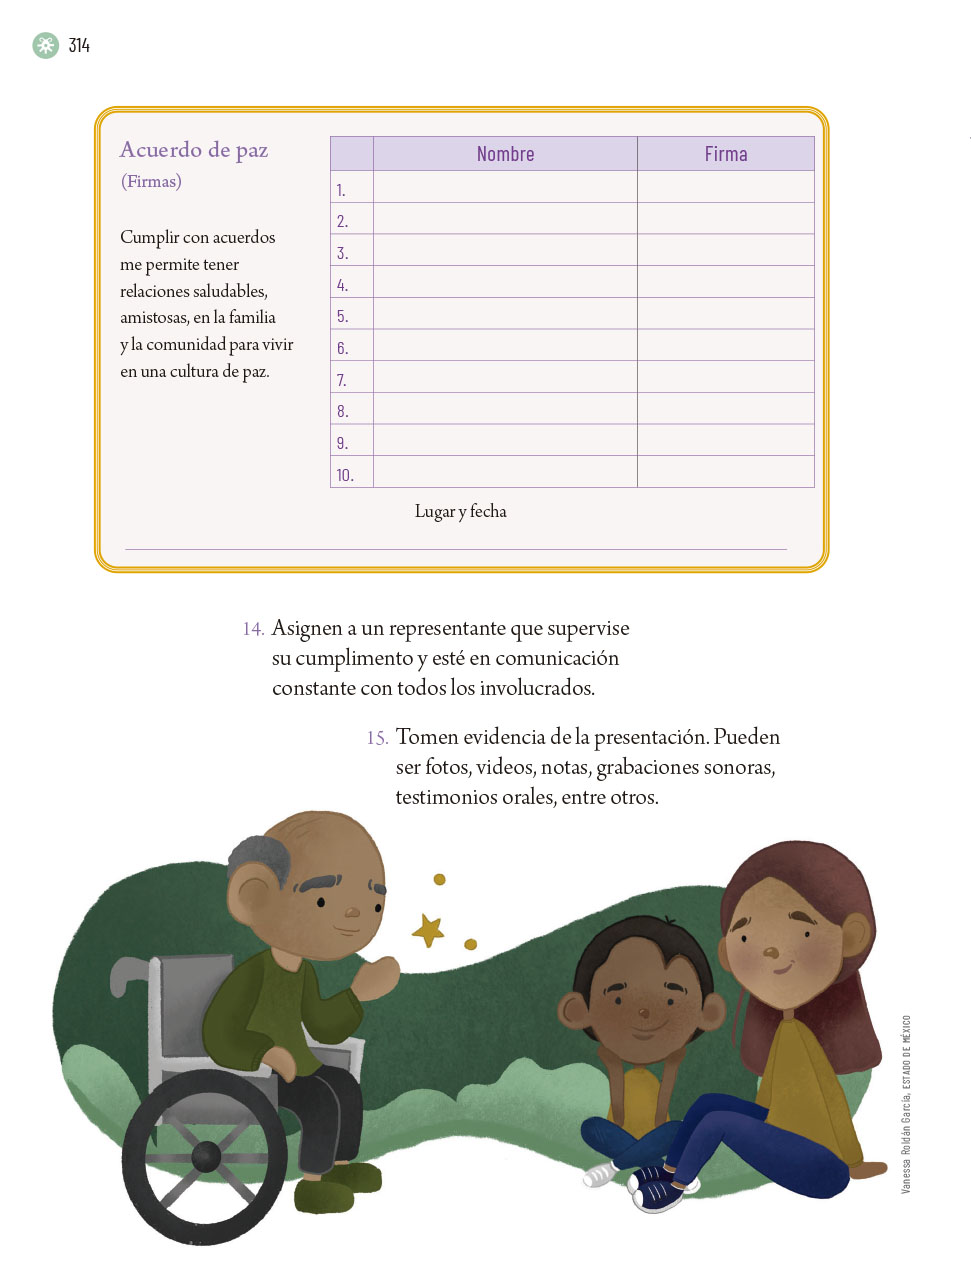 314
Acuerdo de paz
(Firmas)
Cumplir con acuerdos
me permite tener
relaciones saludables,
amistosas, en la familia
y la comunidad para vivir
en una cultura de paz.
Nombre Firma
1.
2.
3.
4.
5.
6.
7.
8.
9.
10.
Lugar y fecha
14. Asignen a un representante que supervise
su cumplimento y esté en comunicación
constante con todos los involucrados.
15. Tomen evidencia de la presentación. Pueden
ser fotos, videos, notas, grabaciones sonoras,
testimonios orales, entre otros.
Vanessa Roldán García, ESTADO DE MÉXICO